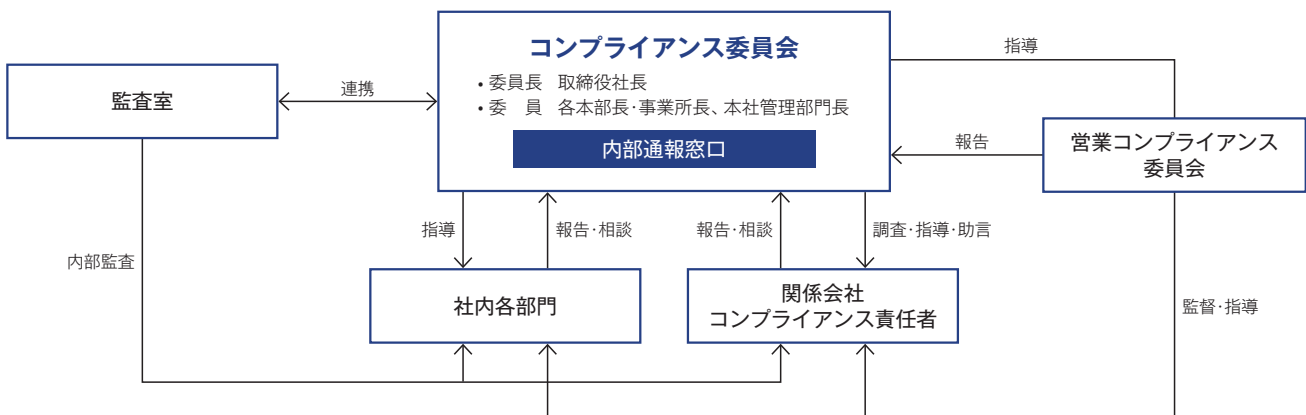 コンプライアンス委員会
指導
・委員長 取締役社長
・委 員 各本部長・事業所長、本社管理部門長
監査室
連携
内部通報窓口
報告
営業コンプライアンス
委員会
指導
報告・相談
報告・相談
調査・指導・助言
内部監査
社内各部門
関係会社
コンプライアンス責任者
監督・指導